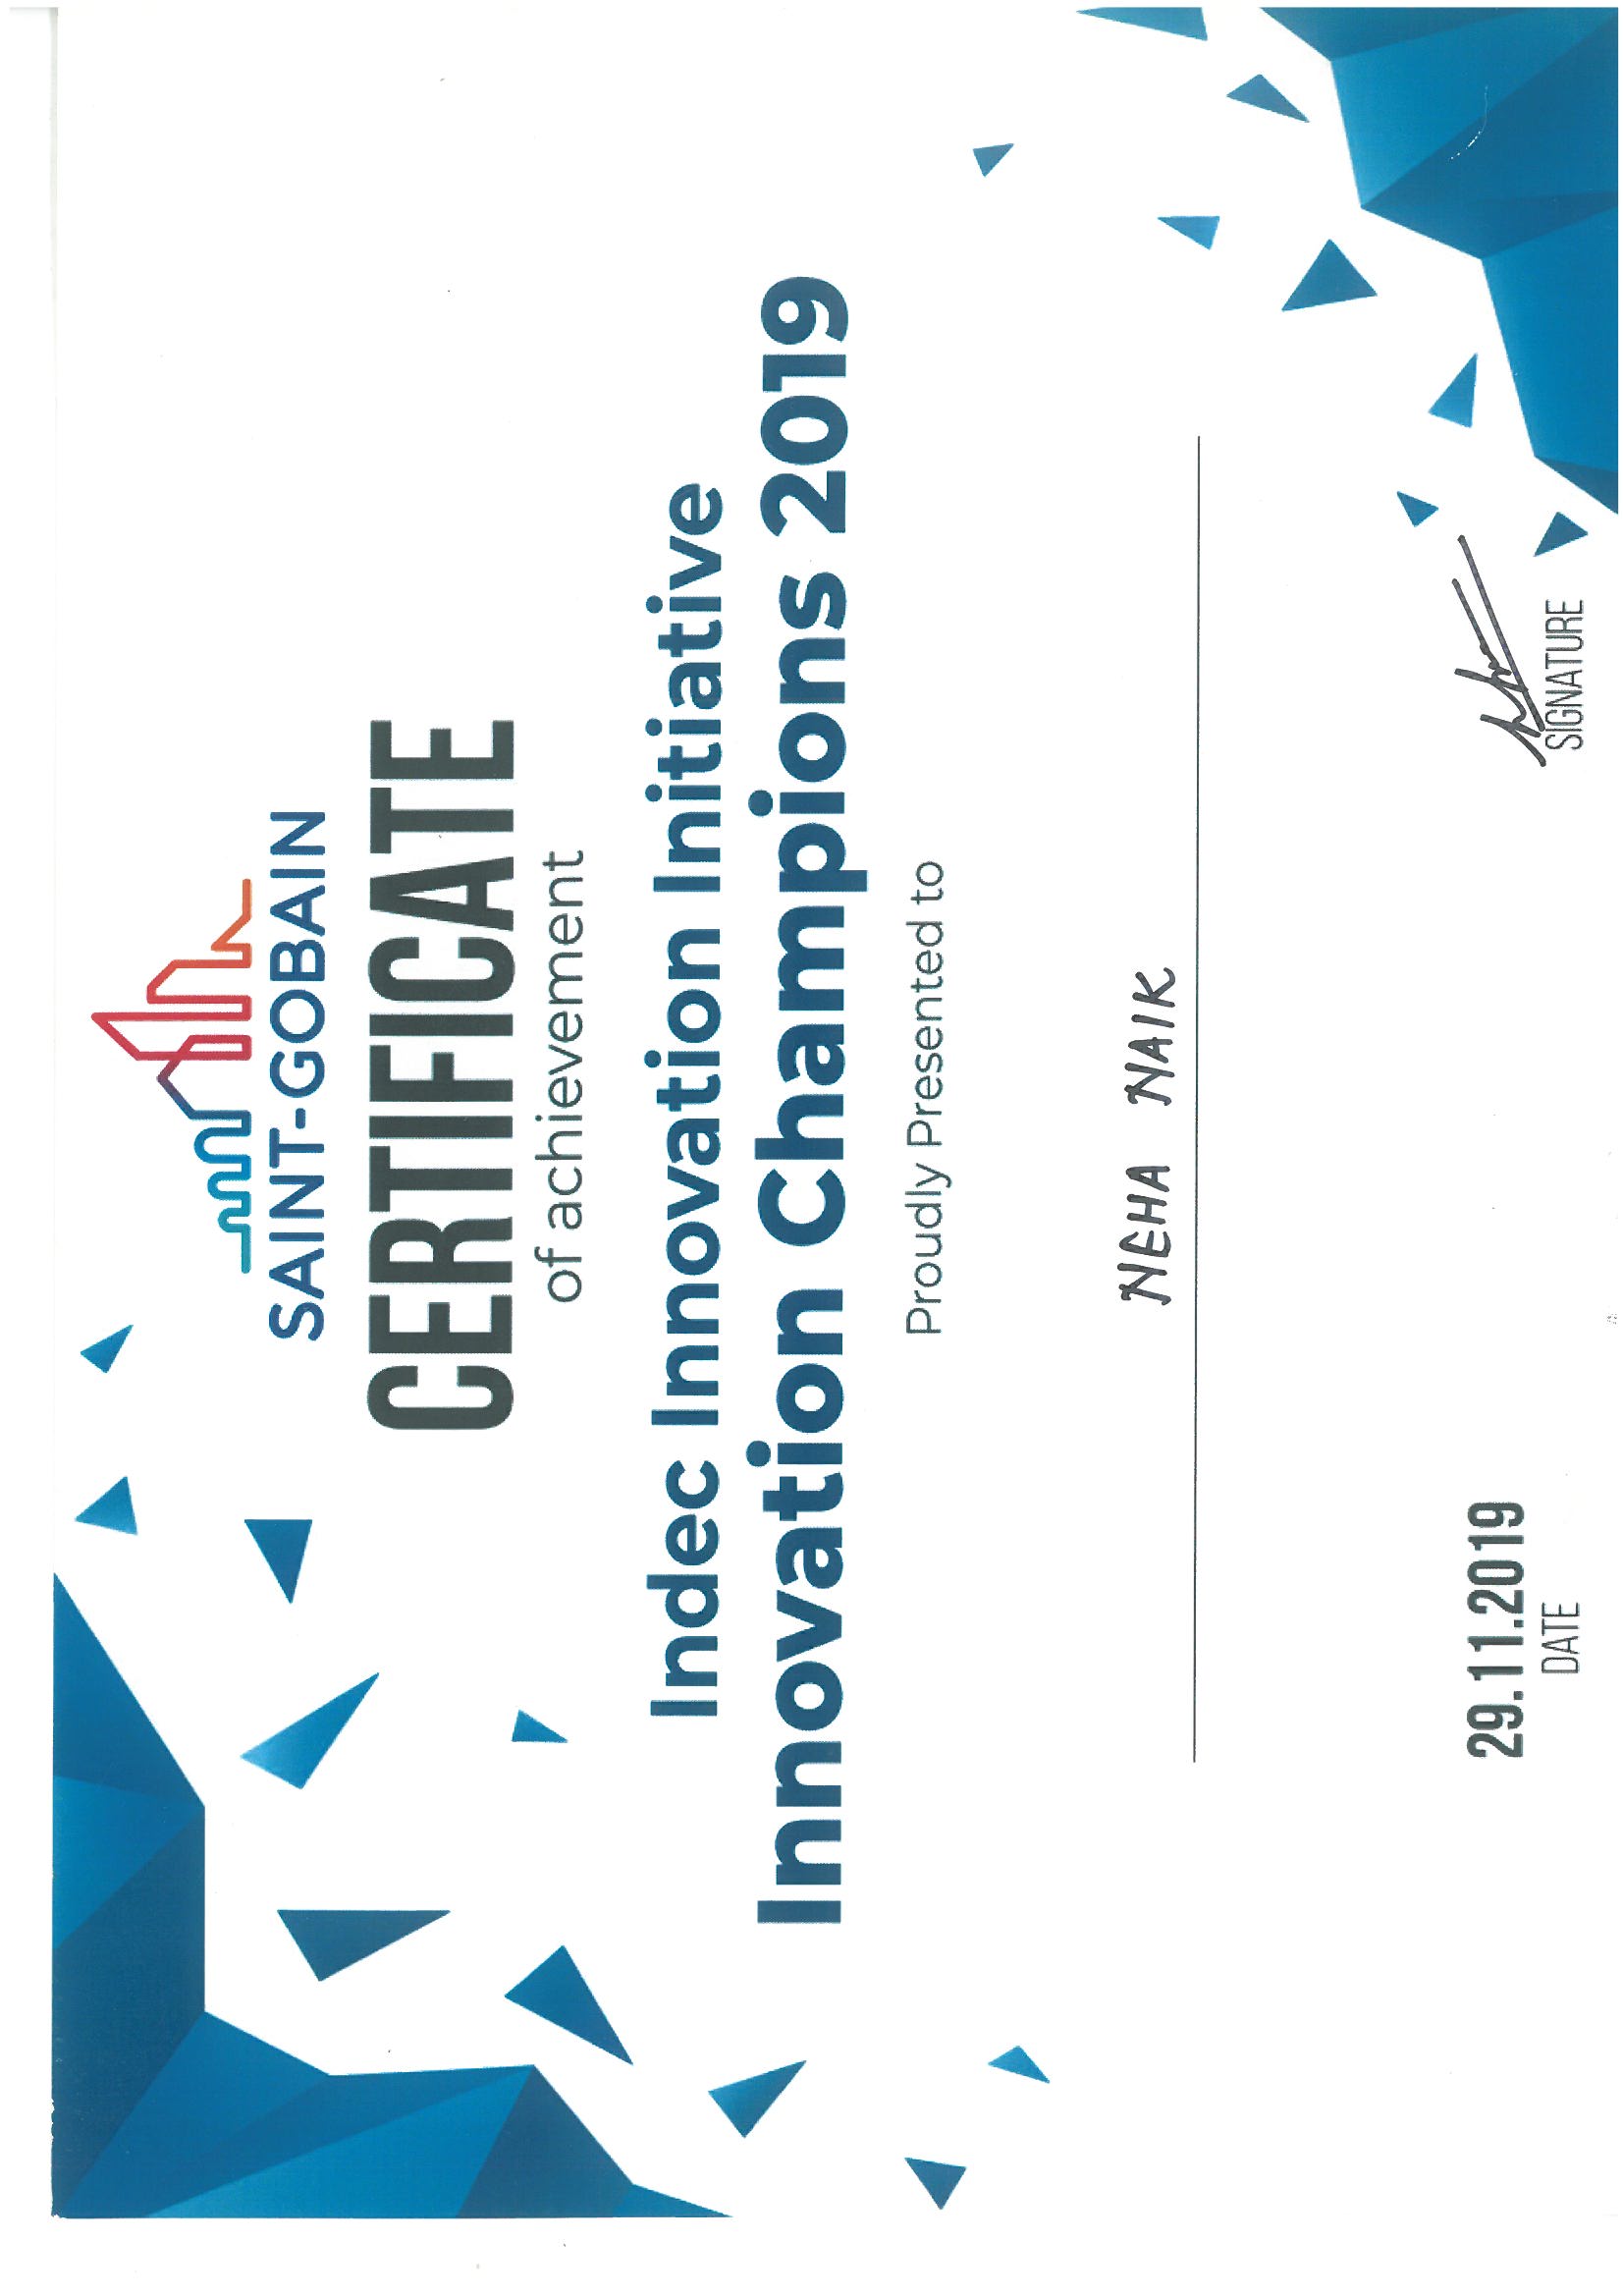 SAINT-GOBAIN
CERTIFICATE
of achievement
Indec Innovation Initiative
Innovation Champions 2019
Proudly Presented to
NEHA NAIK
29.11.2019
DATE
SIGNATURE